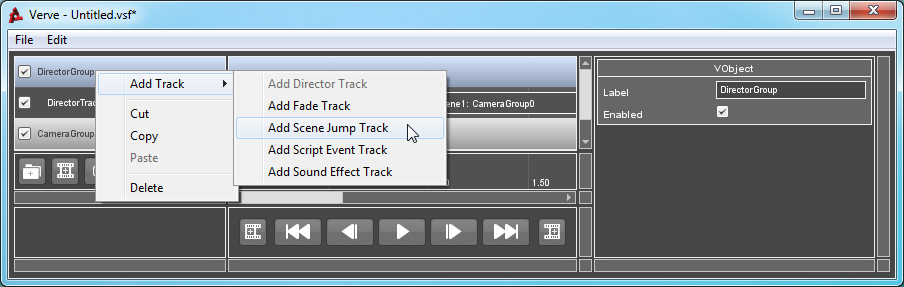 Verve - Untitled.vsf*
File Edit
DirectorGroup
DirectorTrac
ene1: CameraGroup0
CameraGroup
Add Track
Cut
Copy
Paste
Delete
Add Director Track
Add Fade Track
Add Scene Jump Track
Add Script Event Track
Add Sound Effect Track
1.50
VObject
Label DirectorGroup
Enabled